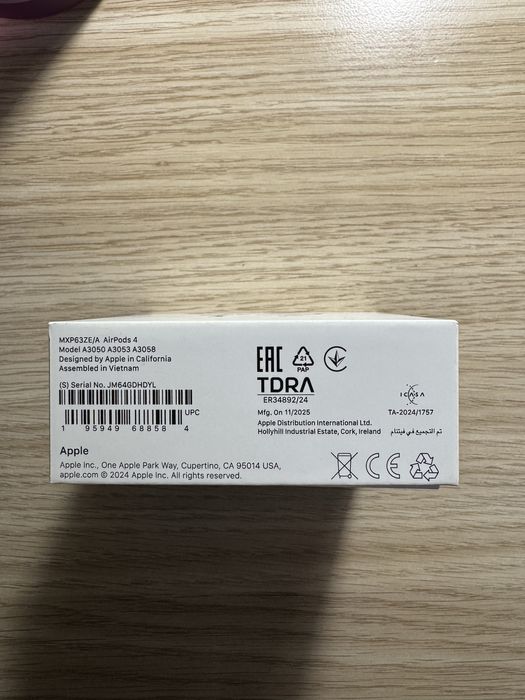 MXP63ZE/A AirPods 4
Model A3050 A3053 A3058
Designed by Apple in California
Assembled in Vietnam
(S) Serial No. JM64GDHDYL
UPC
1 95949 68858 4
Apple
Apple Inc., One Apple Park Way, Cupertino, CA 95014 USA,
apple.com © 2024 Apple Inc. All rights reserved.
EAC
21
PAP
TDRA
ER34892/24
Mfg. On 11/2025
Apple Distribution International Ltd.
Hollyhill Industrial Estate, Cork, Ireland
ICASA
TA-2024/1757
تم التجميع في فيتنام
CE